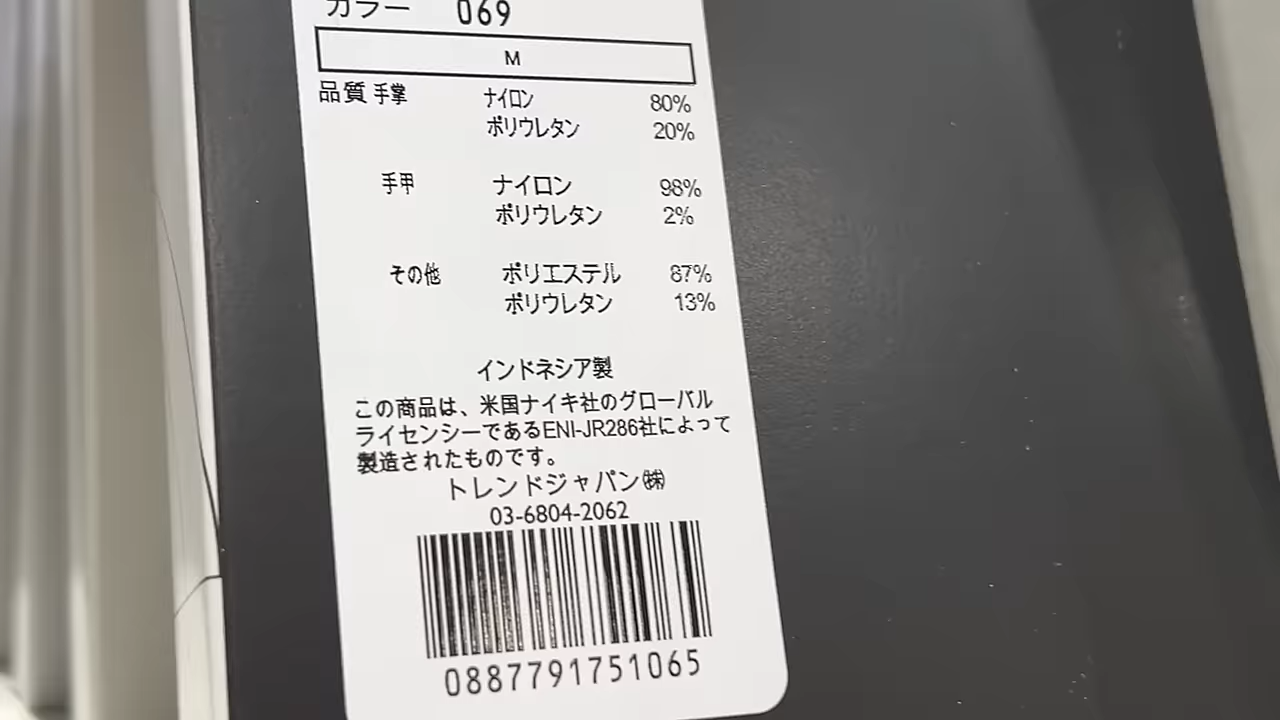 カラー 069
M
品質 手掌 ナイロン 80%
ポリウレタン 20%
手甲 ナイロン 98%
ポリウレタン 2%
その他 ポリエステル 87%
ポリウレタン 13%
インドネシア製
この商品は、米国ナイキ社のグローバル
ライセンシーであるENI-JR286社によって
製造されたものです。
トレンドジャパン㈱
03-6804-2062
0887791751065